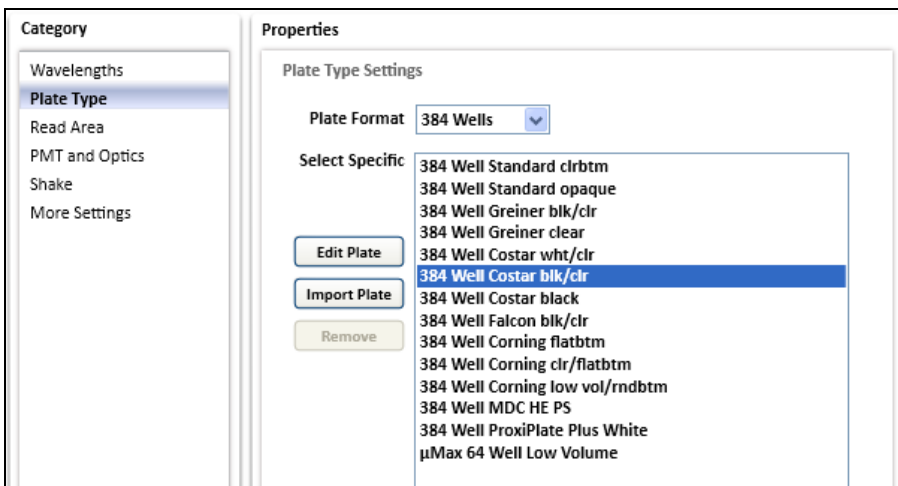 Category
Wavelengths
Plate Type
Read Area
PMT and Optics
Shake
More Settings
Properties
Plate Type Settings
Plate Format 384 Wells
Select Specific
384 Well Standard clrbtm
384 Well Standard opaque
384 Well Greiner blk/clr
384 Well Greiner clear
384 Well Costar wht/clr
384 Well Costar blk/clr
384 Well Costar black
384 Well Falcon blk/clr
384 Well Corning flatbtm
384 Well Corning clr/flatbtm
384 Well Corning low vol/rndbtm
384 Well MDC HE PS
384 Well ProxiPlate Plus White
µMax 64 Well Low Volume
Edit Plate
Import Plate
Remove